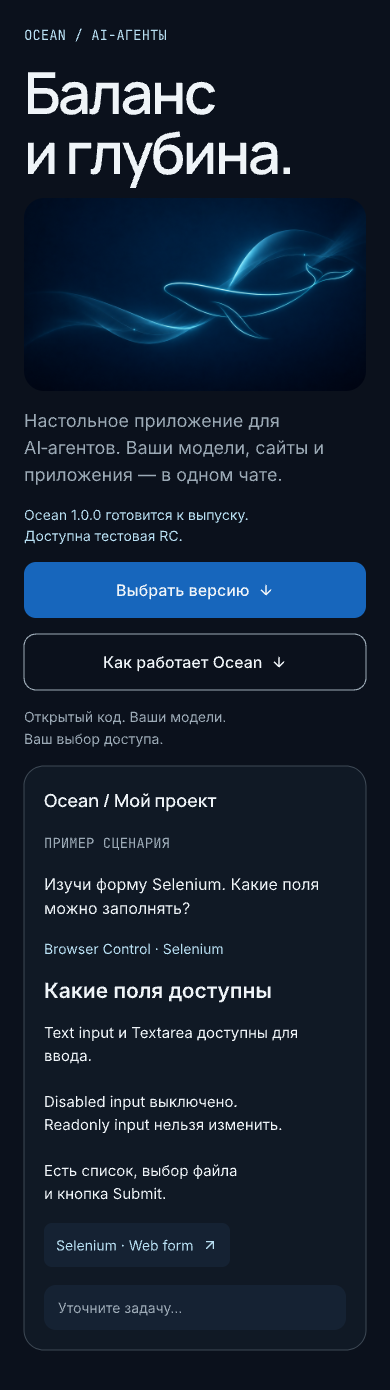 OCEAN / AI-АГЕНТЫ
Баланс
и глубина.
Настольное приложение для
AI-агентов. Ваши модели, сайты и
приложения — в одном чате.
Ocean 1.0.0 готовится к выпуску.
Доступна тестовая RC.
Выбрать версию ↓
Как работает Ocean ↓
Открытый код. Ваши модели.
Ваш выбор доступа.
Ocean / Мой проект
ПРИМЕР СЦЕНАРИЯ
Изучи форму Selenium. Какие поля
можно заполнять?
Browser Control · Selenium
Какие поля доступны
Text input и Textarea доступны для
ввода.
Disabled input выключено.
Readonly input нельзя изменить.
Есть список, выбор файла
и кнопка Submit.
Selenium · Web form ↗
Уточните задачу...